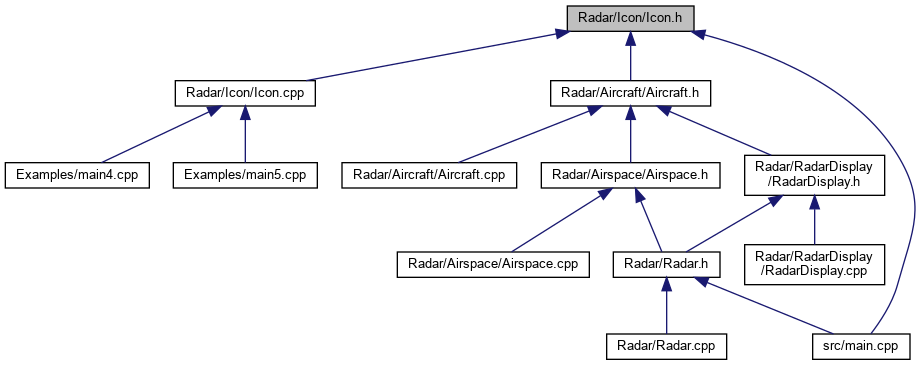 Radar/Icon/Icon.h
Radar/Icon/Icon.cpp
Radar/Aircraft/Aircraft.h
Examples/main4.cpp
Examples/main5.cpp
Radar/Aircraft/Aircraft.cpp
Radar/Airspace/Airspace.h
Radar/RadarDisplay
/RadarDisplay.h
Radar/Airspace/Airspace.cpp
Radar/Radar.h
Radar/RadarDisplay
/RadarDisplay.cpp
Radar/Radar.cpp
src/main.cpp